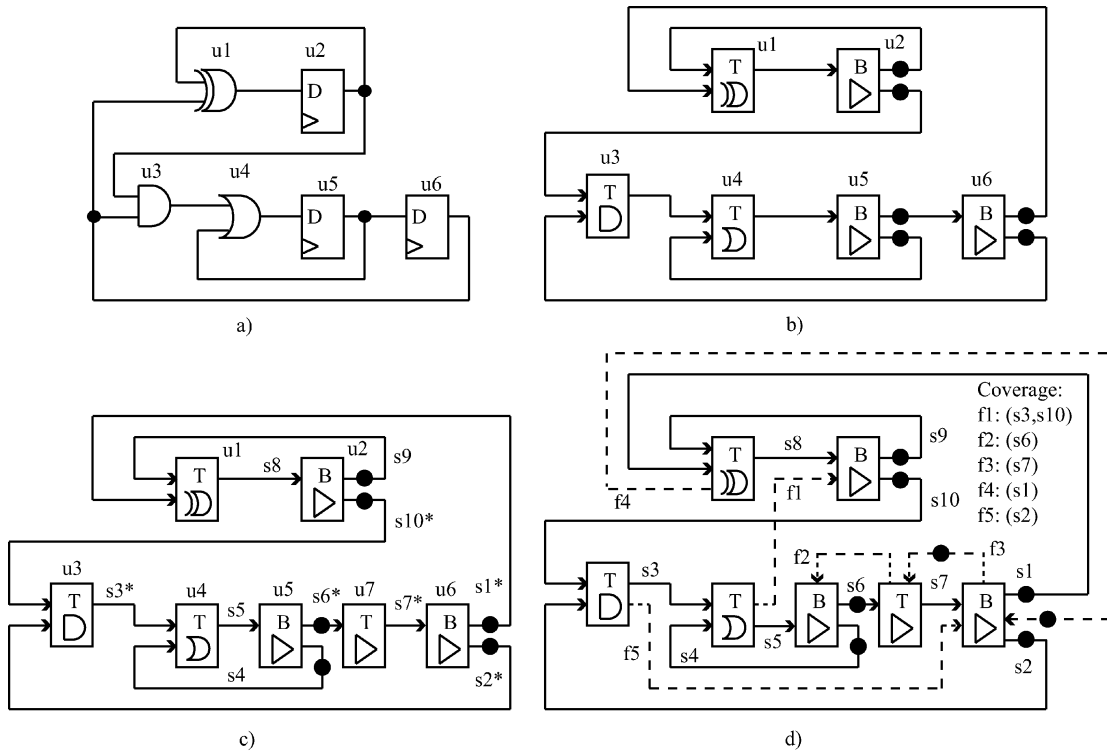 u1
u2
D
u3
u4
u5
u6
D
D
a)
u1
u2
T
B
u3
u4
u5
u6
T
T
B
B
b)
u1
u2
s9
T
s8
B
s10*
u3
u4
u5
s6*
u7
u6
s1*
T
s3*
T
s5
B
T
s7*
B
s4
s2*
c)
Coverage:
f1: (s3,s10)
f2: (s6)
f3: (s7)
f4: (s1)
f5: (s2)
s9
T
s8
B
f4
f1
s10
f2
f3
T
s3
T
B
s6
T
s7
B
s1
s5
s4
f5
s2
d)